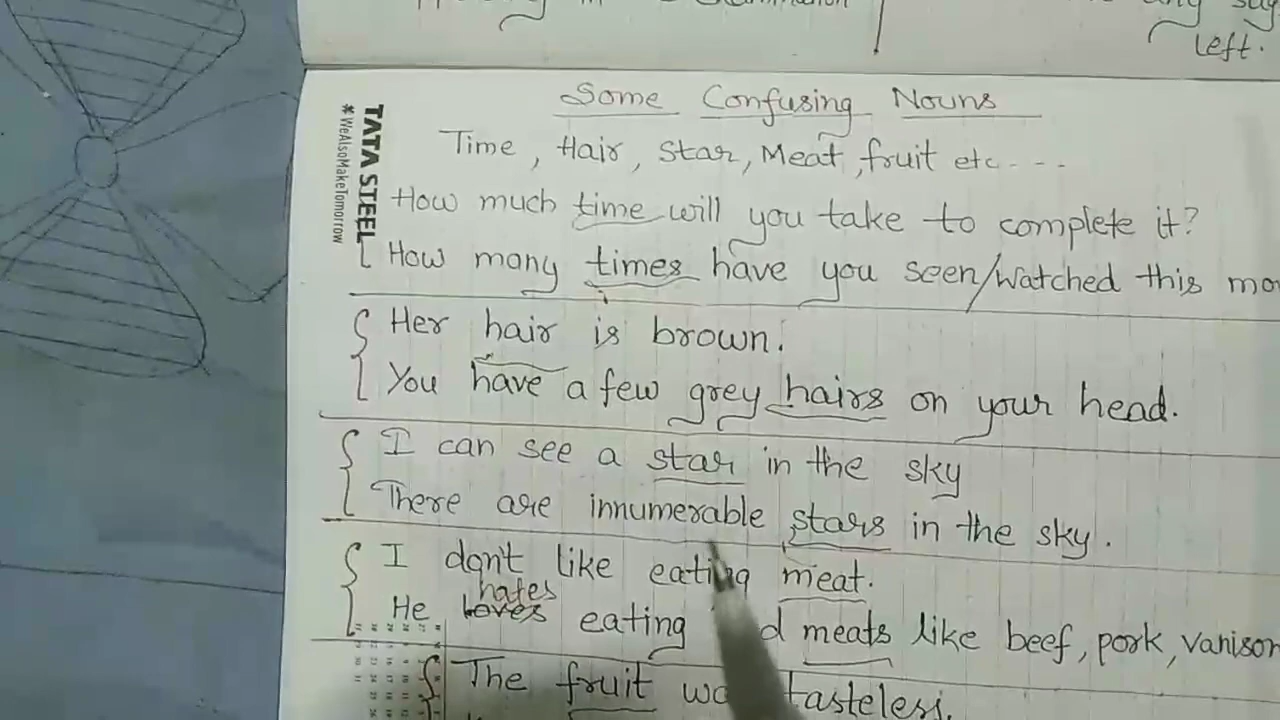 left.
Some Confusing Nouns
TATA STEEL
#WeAlsoMakeTomorrow
Time, Hair, Star, Meat, fruit etc----
How much time will you take to complete it?
How many times have you seen/watched this
Her hair is brown.
You have a few grey hairs on your head.
I can see a star in the sky
There are innumerable stars in the sky.
I don't like eating meat.
hates
He loves eating meats like beef, pork, vanison
The fruit tasteless.